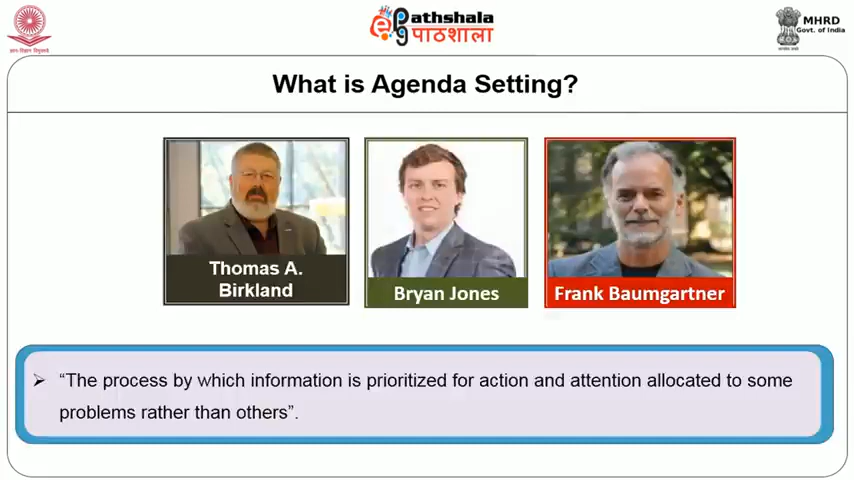 ePathshala
पाठशाला
MHRD
Govt. of India
What is Agenda Setting?
Thomas A.
Birkland
Bryan Jones
Frank Baumgartner
“The process by which information is prioritized for action and attention allocated to some
problems rather than others”.